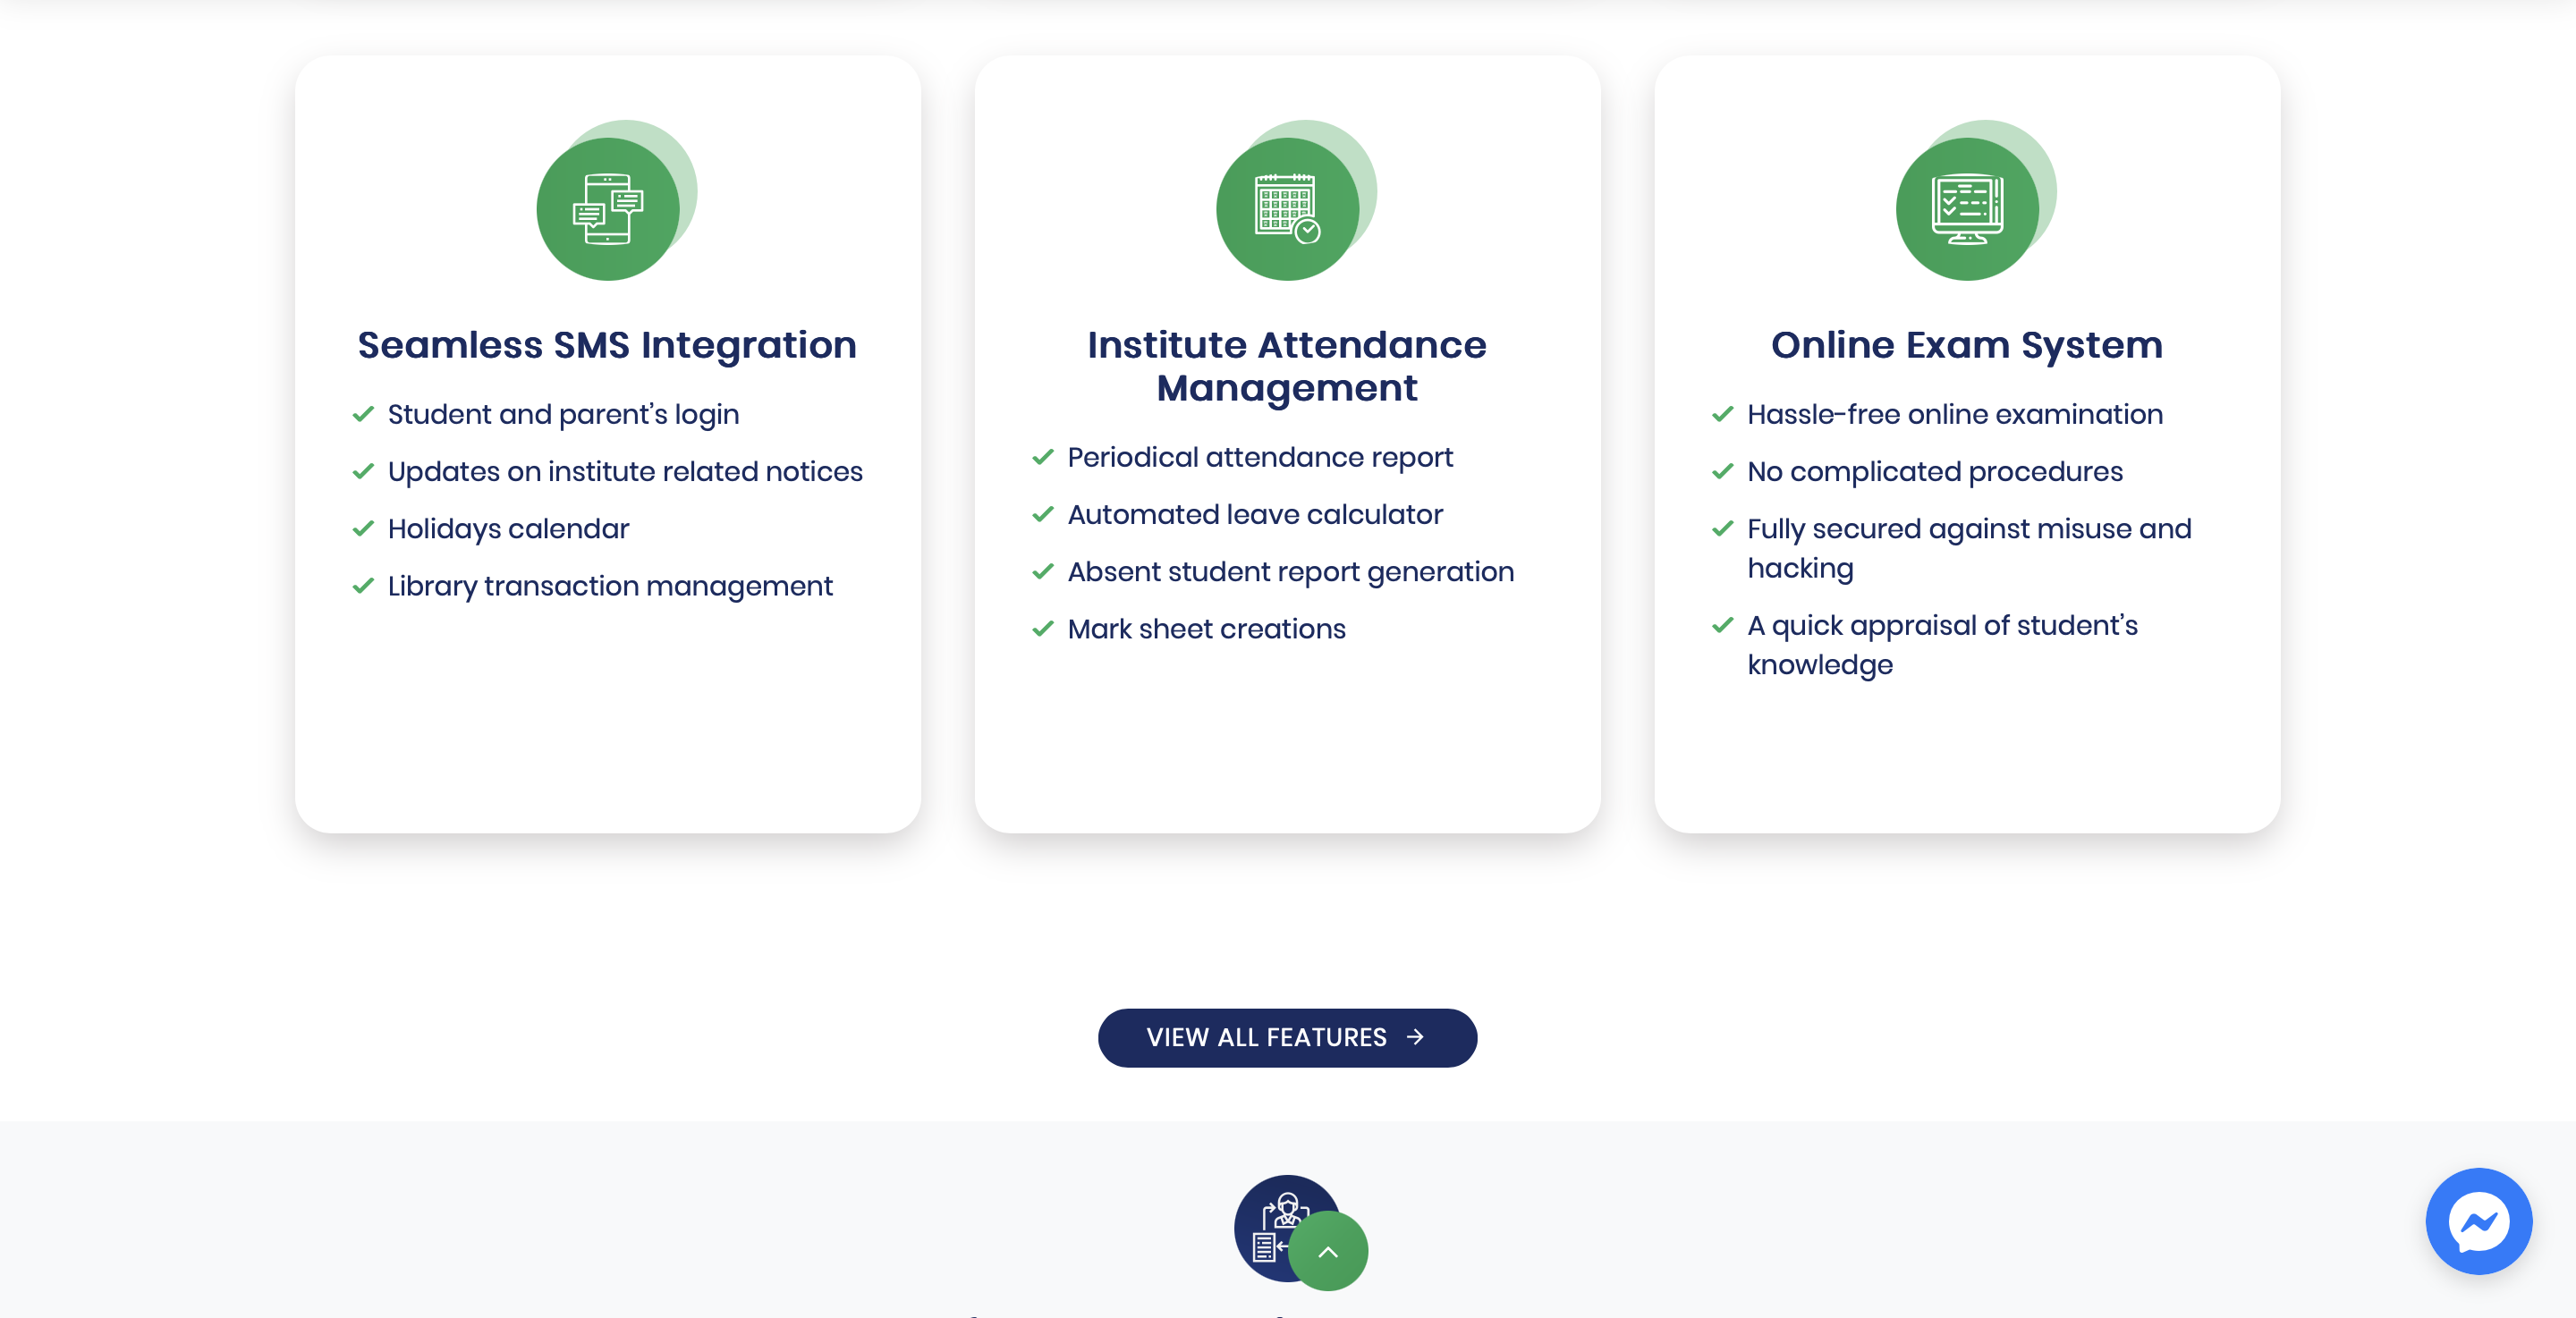 Seamless SMS Integration
Student and parent’s login
Updates on institute related notices
Holidays calendar
Library transaction management
Institute Attendance
Management
Periodical attendance report
Automated leave calculator
Absent student report generation
Mark sheet creations
Online Exam System
Hassle-free online examination
No complicated procedures
Fully secured against misuse and
hacking
A quick appraisal of student’s
knowledge
VIEW ALL FEATURES